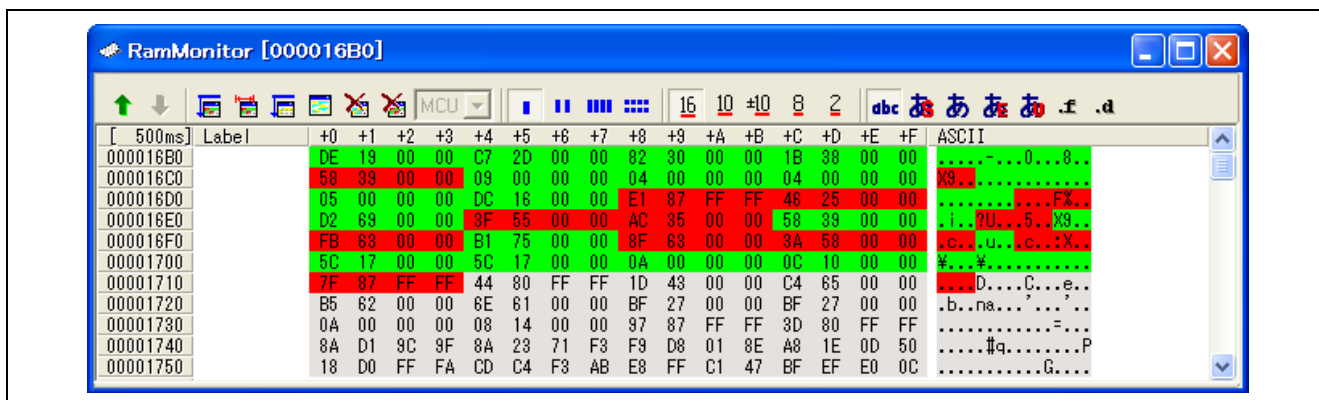 RamMonitor [000016B0]
MCU 16 10 ±10 8 2 abc あS あ あE あU .f .d
[ 500ms] Label +0 +1 +2 +3 +4 +5 +6 +7 +8 +9 +A +B +C +D +E +F ASCII
000016B0 DE 19 00 00 C7 2D 00 00 82 30 00 00 1B 38 00 00 .....-...0...8..
000016C0 58 39 00 00 09 00 00 00 04 00 00 00 04 00 00 00 X9..............
000016D0 05 00 00 00 DC 16 00 00 E1 87 FF FF 46 25 00 00 ............F%..
000016E0 D2 69 00 00 3F 55 00 00 AC 35 00 00 58 39 00 00 .i..?U...5..X9..
000016F0 FB 63 00 00 B1 75 00 00 8F 63 00 00 3A 58 00 00 .c...u...c..:X..
00001700 5C 17 00 00 5C 17 00 00 0A 00 00 00 0C 10 00 00 ¥...¥...........
00001710 7F 87 FF FF 44 80 FF FF 1D 43 00 00 C4 65 00 00 ....D....C...e..
00001720 B5 62 00 00 6E 61 00 00 BF 27 00 00 BF 27 00 00 .b..na...'...'..
00001730 0A 00 00 00 08 14 00 00 97 87 FF FF 3D 80 FF FF ............=...
00001740 8A D1 9C 9F 8A 23 71 F3 F9 D8 01 8E A8 1E 0D 50 .....#q........P
00001750 18 D0 FF FA CD C4 F3 AB E8 FF C1 47 BF EF E0 0C ...........G....